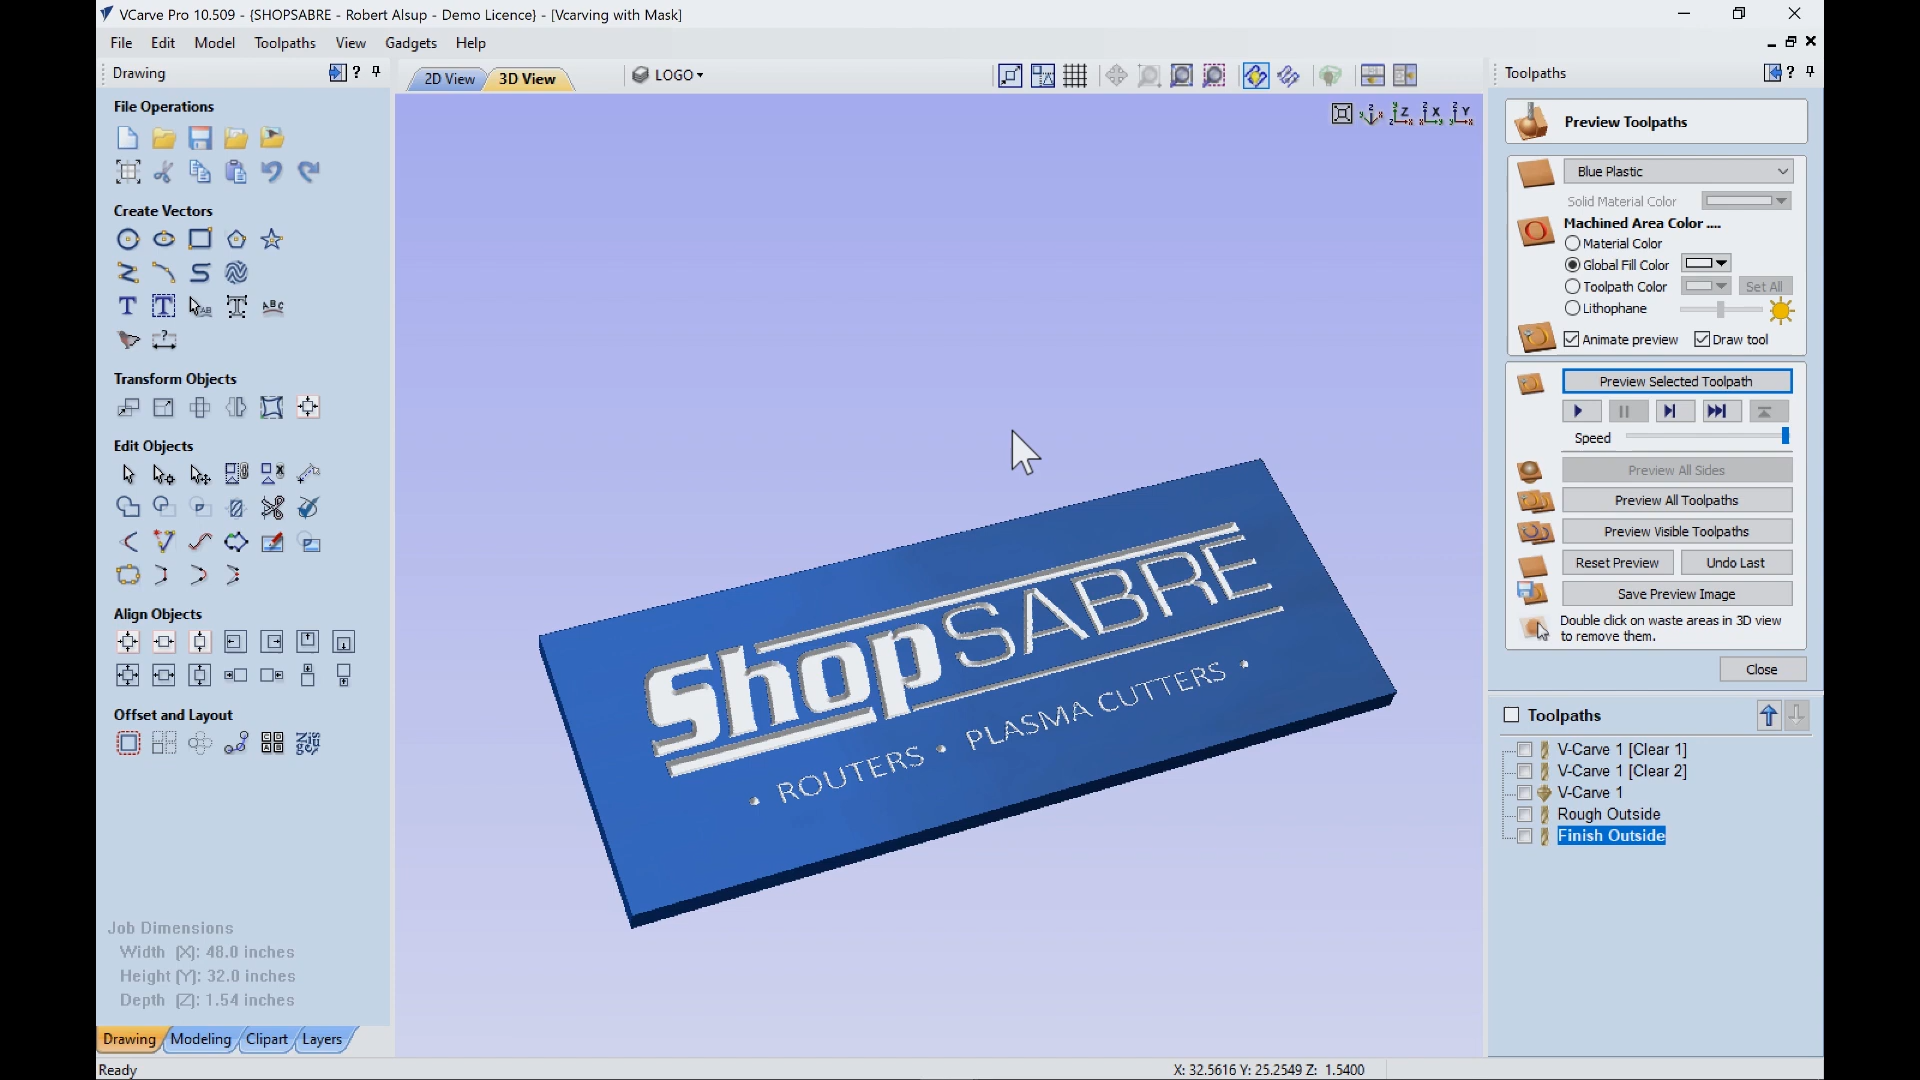 VCarve Pro 10.509 - {SHOPSABRE - Robert Alsup - Demo Licence} - [Vcarving with Mask]
File Edit Model Toolpaths View Gadgets Help
Drawing
File Operations
Create Vectors
Transform Objects
Edit Objects
Align Objects
Offset and Layout
Job Dimensions
Width (X): 48.0 inches
Height (Y): 32.0 inches
Depth (Z): 1.54 inches
Drawing Modeling Clipart Layers
Ready
2D View 3D View
LOGO
ShopSABRE
• ROUTERS • PLASMA CUTTERS •
X: 32.5616 Y: 25.2549 Z: 1.5400
Toolpaths
Preview Toolpaths
Blue Plastic
Solid Material Color
Machined Area Color ....
Material Color
Global Fill Color
Toolpath Color Set All
Lithophane
Animate preview Draw tool
Preview Selected Toolpath
Speed
Preview All Sides
Preview All Toolpaths
Preview Visible Toolpaths
Reset Preview Undo Last
Save Preview Image
Double click on waste areas in 3D view
to remove them.
Close
Toolpaths
V-Carve 1 [Clear 1]
V-Carve 1 [Clear 2]
V-Carve 1
Rough Outside
Finish Outside